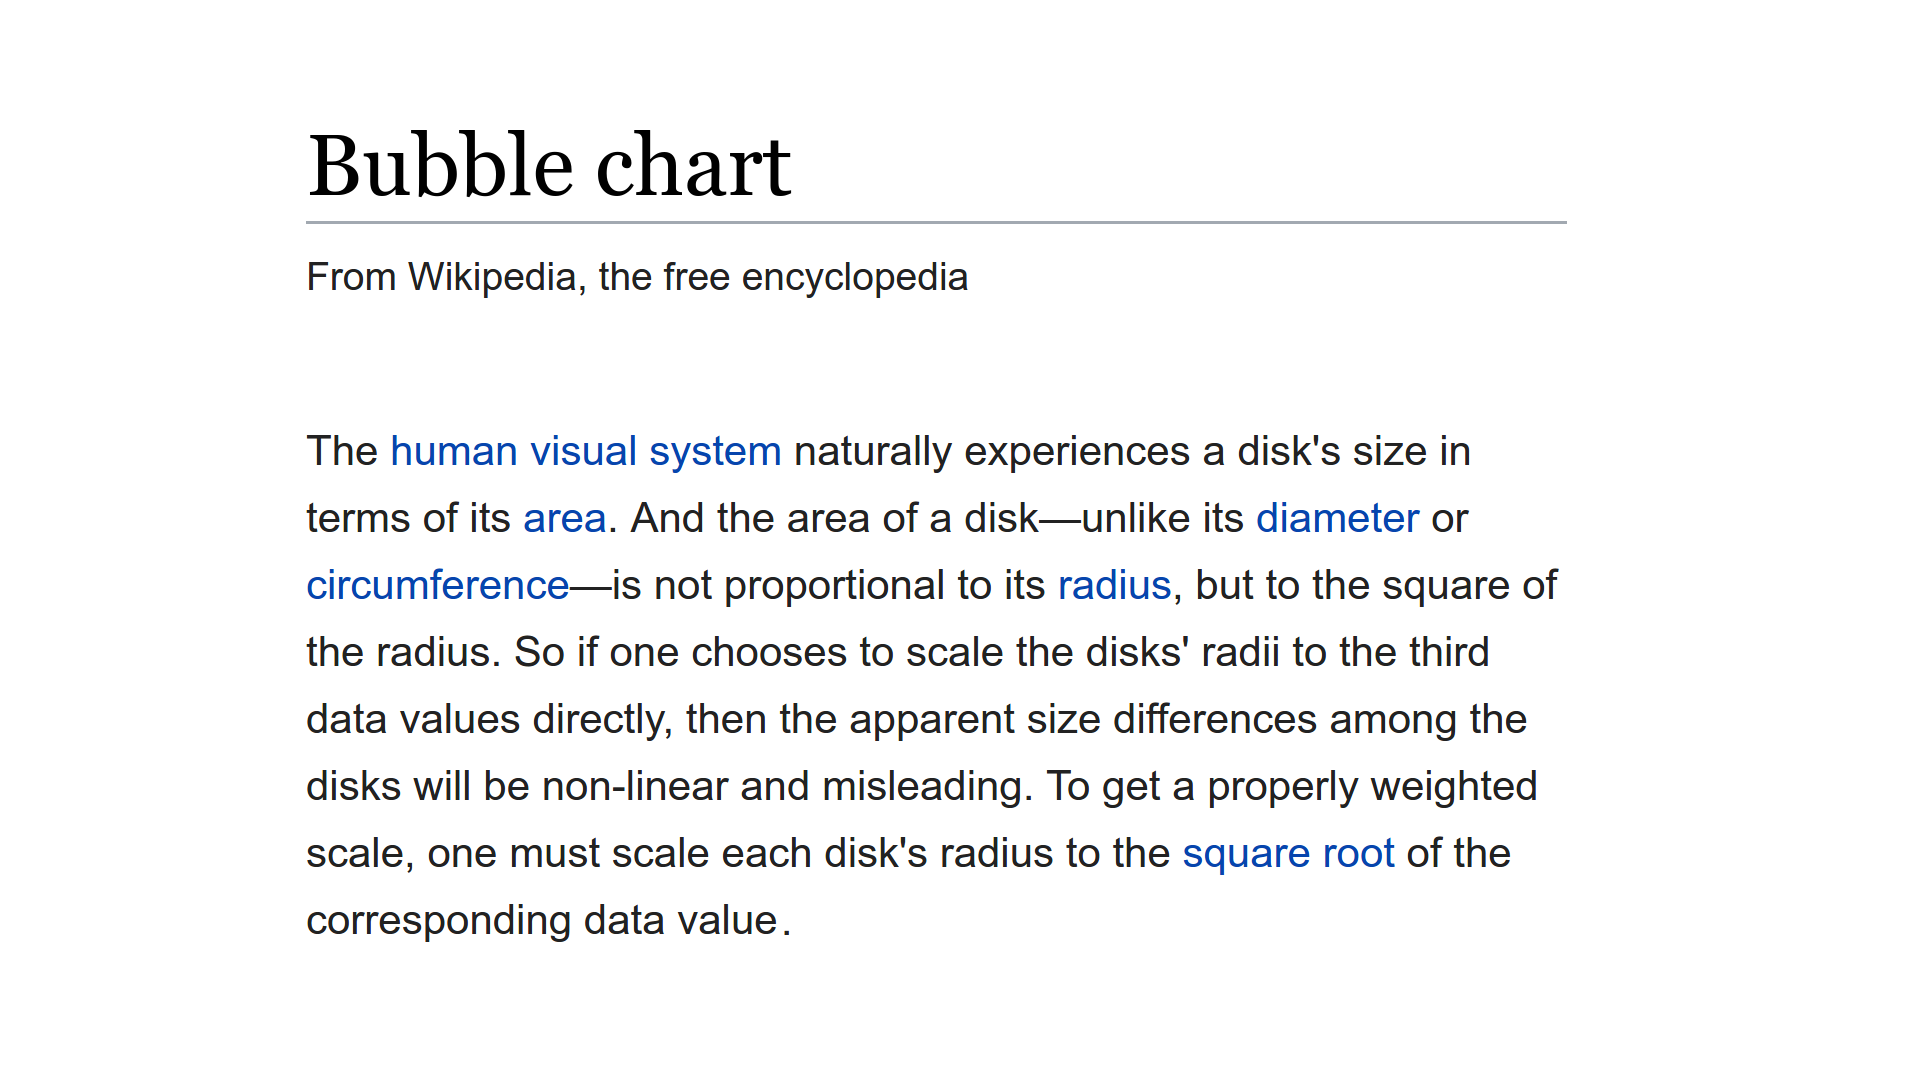 Bubble chart
From Wikipedia, the free encyclopedia
The human visual system naturally experiences a disk's size in
terms of its area. And the area of a disk—unlike its diameter or
circumference—is not proportional to its radius, but to the square of
the radius. So if one chooses to scale the disks' radii to the third
data values directly, then the apparent size differences among the
disks will be non-linear and misleading. To get a properly weighted
scale, one must scale each disk's radius to the square root of the
corresponding data value.